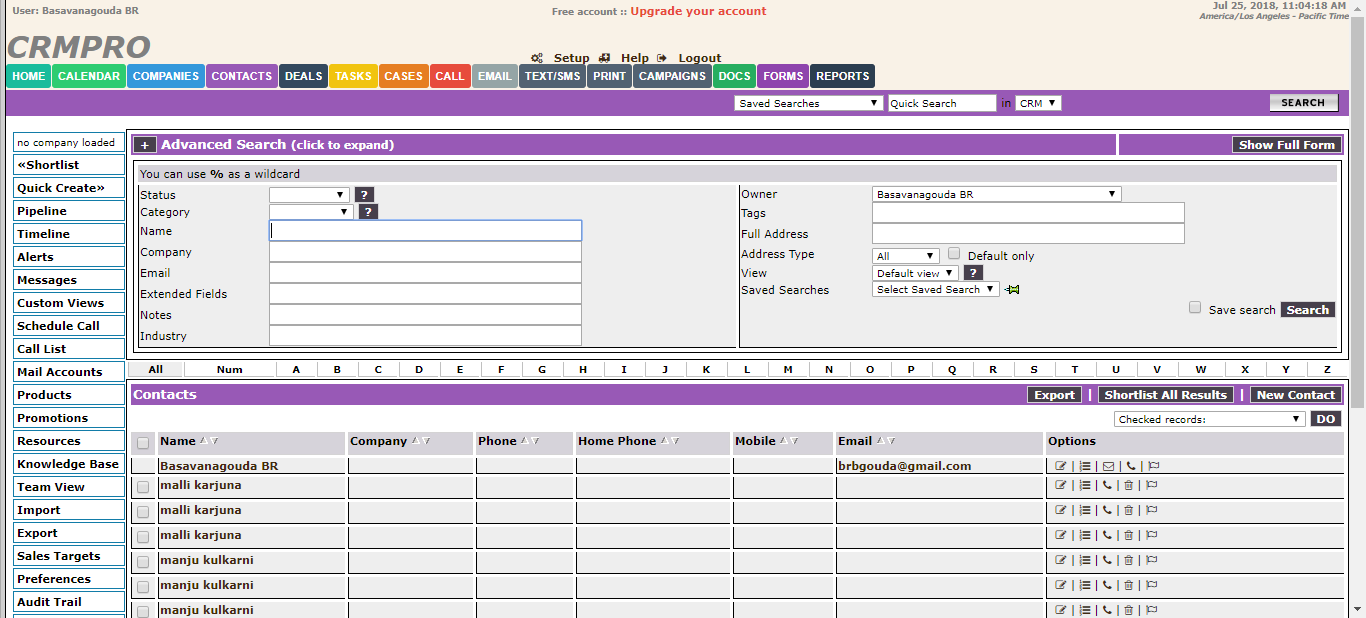 User: Basavanagouda BR
Free account :: Upgrade your account
Jul 25, 2018, 11:04:18 AM
America/Los Angeles - Pacific Time
CRMPRO
Setup Help Logout
HOME CALENDAR COMPANIES CONTACTS DEALS TASKS CASES CALL EMAIL TEXT/SMS PRINT CAMPAIGNS DOCS FORMS REPORTS
Saved Searches Quick Search in CRM SEARCH
no company loaded
«Shortlist
Quick Create»
Pipeline
Timeline
Alerts
Messages
Custom Views
Schedule Call
Call List
Mail Accounts
Products
Promotions
Resources
Knowledge Base
Team View
Import
Export
Sales Targets
Preferences
Audit Trail
+ Advanced Search (click to expand) Show Full Form
You can use % as a wildcard
Status ?
Category ?
Name
Company
Email
Extended Fields
Notes
Industry
Owner Basavanagouda BR
Tags
Full Address
Address Type All Default only
View Default view ?
Saved Searches Select Saved Search
Save search Search
All Num A B C D E F G H I J K L M N O P Q R S T U V W X Y Z
Contacts Export | Shortlist All Results | New Contact
Checked records: DO
Name Company Phone Home Phone Mobile Email Options
Basavanagouda BR brbgouda@gmail.com | | | |
malli karjuna | | | |
malli karjuna | | | |
malli karjuna | | | |
manju kulkarni | | | |
manju kulkarni | | | |
manju kulkarni | | | |